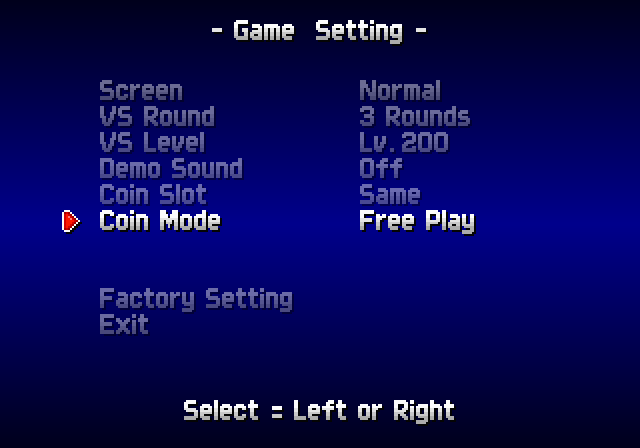 - Game Setting -
Screen Normal
VS Round 3 Rounds
VS Level Lv.200
Demo Sound Off
Coin Slot Same
Coin Mode Free Play
Factory Setting
Exit
Select = Left or Right